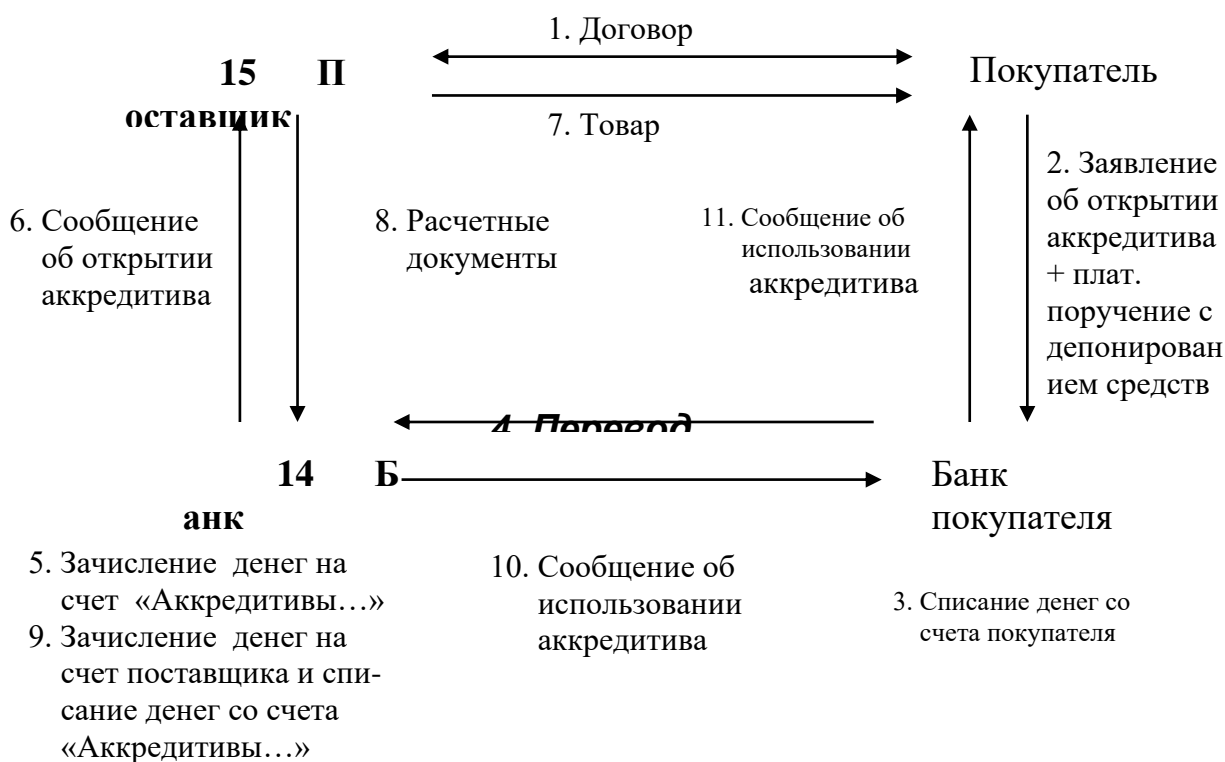 1. Договор
15 П
оставщик
Покупатель
7. Товар
6. Сообщение
об открытии
аккредитива
8. Расчетные
документы
11. Сообщение об
использовании
аккредитива
2. Заявление
об открытии
аккредитива
+ плат.
поручение с
депонирован
ием средств
4. Перевод
14 Б
анк
Банк
покупателя
5. Зачисление денег на
счет «Аккредитивы…»
9. Зачисление денег на
счет поставщика и спи-
сание денег со счета
«Аккредитивы…»
10. Сообщение об
использовании
аккредитива
3. Списание денег со
счета покупателя